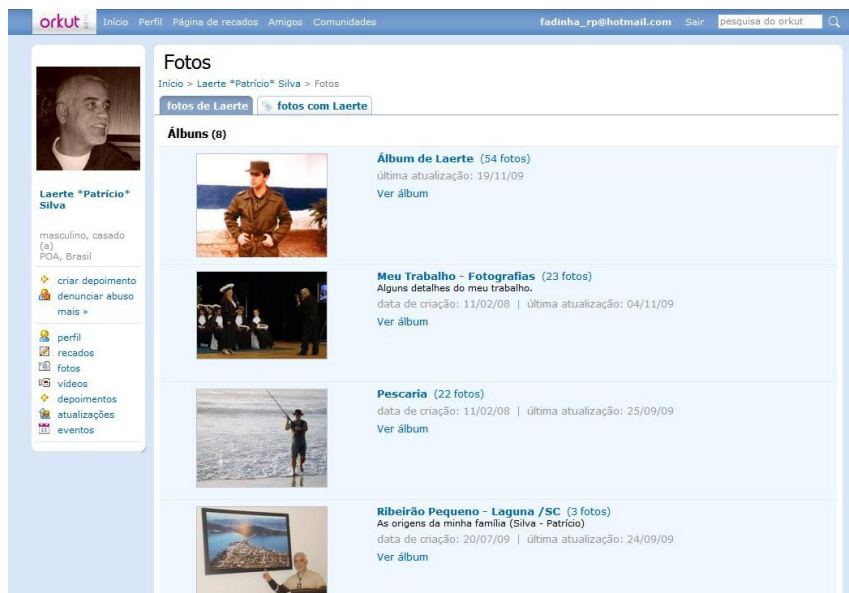 orkut
Início Perfil Página de recados Amigos Comunidades
fadinha_rp@hotmail.com Sair pesquisa do orkut
Fotos
Início > Laerte *Patrício* Silva > Fotos
fotos de Laerte fotos com Laerte
Álbuns (8)
Álbum de Laerte (54 fotos)
última atualização: 19/11/09
Ver álbum
Laerte *Patrício*
Silva
masculino, casado
(a)
POA, Brasil
criar depoimento
denunciar abuso
mais »
perfil
recados
fotos
vídeos
depoimentos
atualizações
eventos
Meu Trabalho - Fotografias (23 fotos)
Alguns detalhes do meu trabalho.
data de criação: 11/02/08 | última atualização: 04/11/09
Ver álbum
Pescaria (22 fotos)
data de criação: 11/02/08 | última atualização: 25/09/09
Ver álbum
Ribeirão Pequeno - Laguna /SC (3 fotos)
As origens da minha família (Silva - Patrício)
data de criação: 20/07/09 | última atualização: 24/09/09
Ver álbum